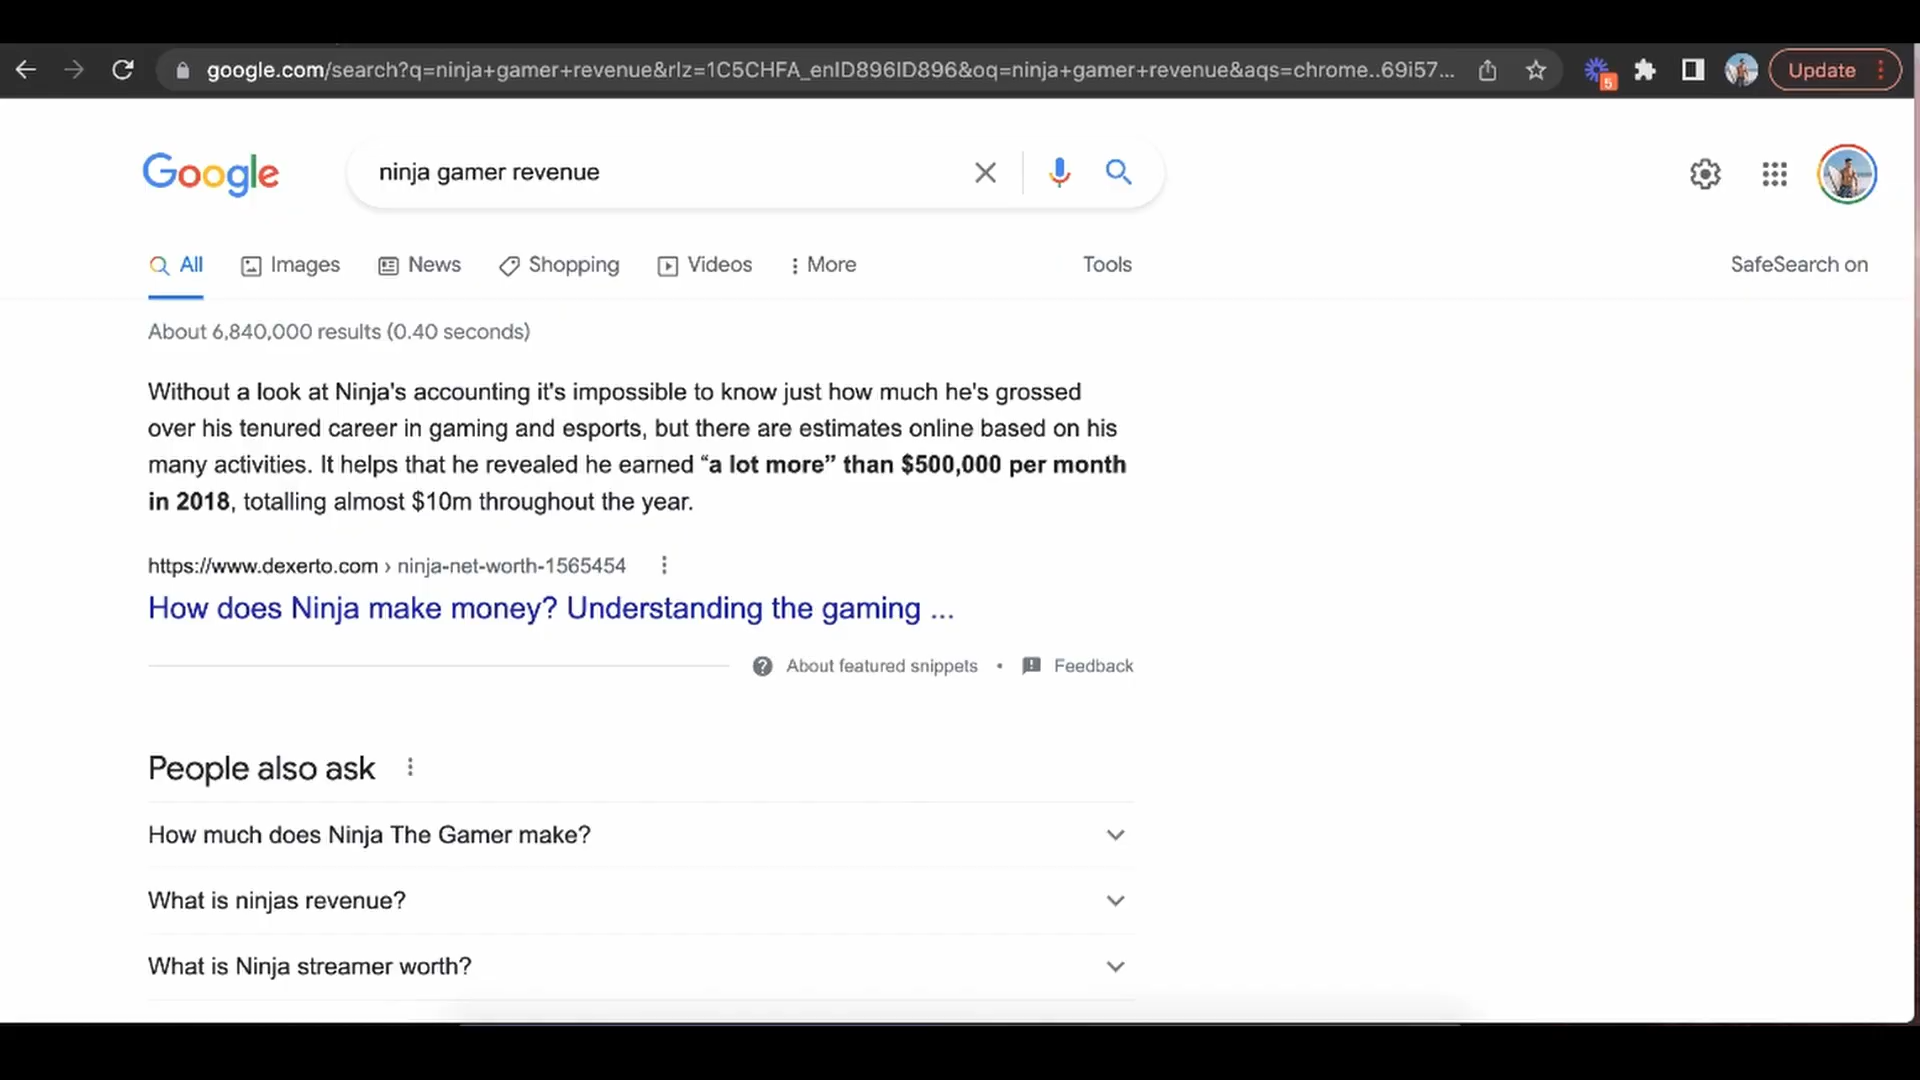 google.com/search?q=ninja+gamer+revenue&rlz=1C5CHFA_enID896ID896&oq=ninja+gamer+revenue&aqs=chrome..69i57...
5
Update
Google
ninja gamer revenue
All
Images
News
Shopping
Videos
More
Tools
SafeSearch on
About 6,840,000 results (0.40 seconds)
Without a look at Ninja's accounting it's impossible to know just how much he's grossed
over his tenured career in gaming and esports, but there are estimates online based on his
many activities. It helps that he revealed he earned “a lot more” than $500,000 per month
in 2018, totalling almost $10m throughout the year.
https://www.dexerto.com › ninja-net-worth-1565454
How does Ninja make money? Understanding the gaming ...
About featured snippets • Feedback
People also ask
How much does Ninja The Gamer make?
What is ninjas revenue?
What is Ninja streamer worth?